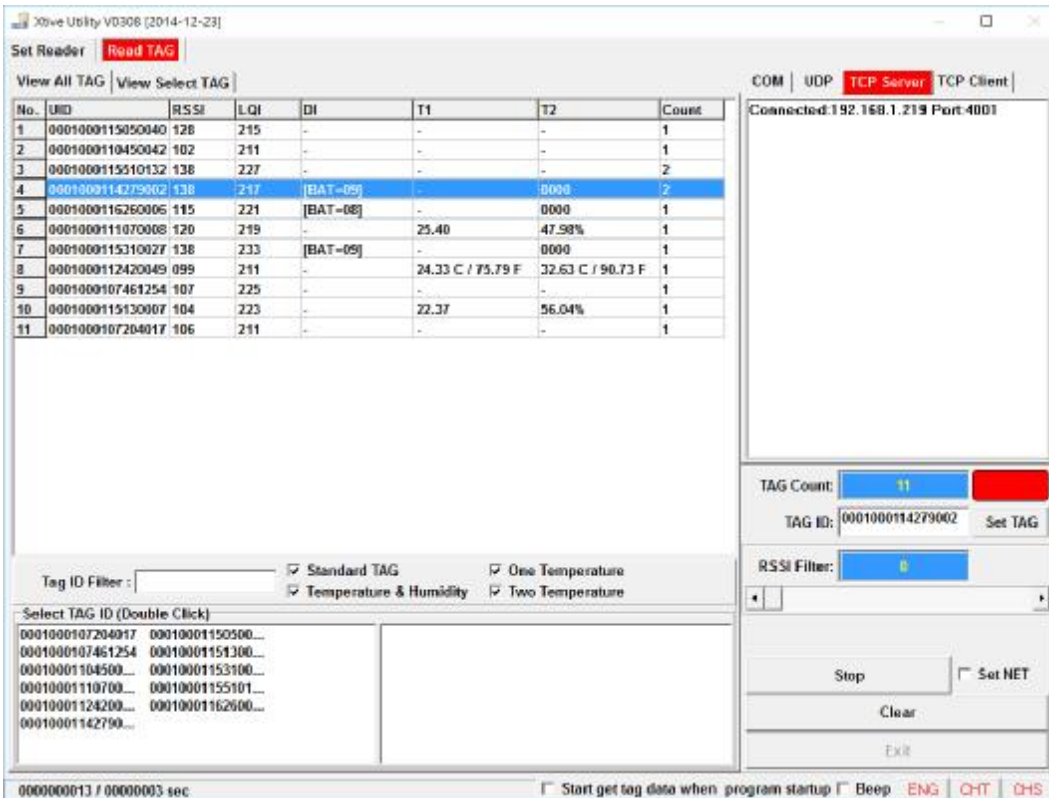 Xtive Utility V0308 [2014-12-23]
Set Reader Read TAG
View All TAG View Select TAG
COM UDP TCP Server TCP Client
No. UID RSSI LQI DI T1 T2 Count
1 0001000115050040 128 215 - - - 1
2 0001000110450042 102 211 - - - 1
3 0001000115510132 138 227 - - - 2
4 0001000114279002 138 217 [BAT=09] - 0000 2
5 0001000116260006 115 221 [BAT=08] - 0000 1
6 0001000111070008 120 219 - 25.40 47.98% 1
7 0001000115310027 138 233 [BAT=09] 0000 1
8 0001000112420049 099 211 - 24.33 C / 75.79 F 32.63 C / 90.73 F 1
9 0001000107461254 107 225 - - - 1
10 0001000115130007 104 223 - 22.37 56.04% 1
11 0001000107204017 106 211 - - - 1
Connected:192.168.1.219 Port:4001
TAG Count: 11
TAG ID: 0001000114279002 Set TAG
Tag ID Filter :
Standard TAG One Temperature
Temperature & Humidity Two Temperature
RSSI Filter: 0
Select TAG ID (Double Click)
0001000107204017 00010001150500...
0001000107461254 00010001151300...
00010001104500... 00010001153100...
00010001110700... 00010001155101...
00010001124200... 00010001162600...
00010001142790...
Stop Set NET
Clear
Exit
0000000013 / 00000003 sec
Start get tag data when program startup Beep ENG CHT CHS